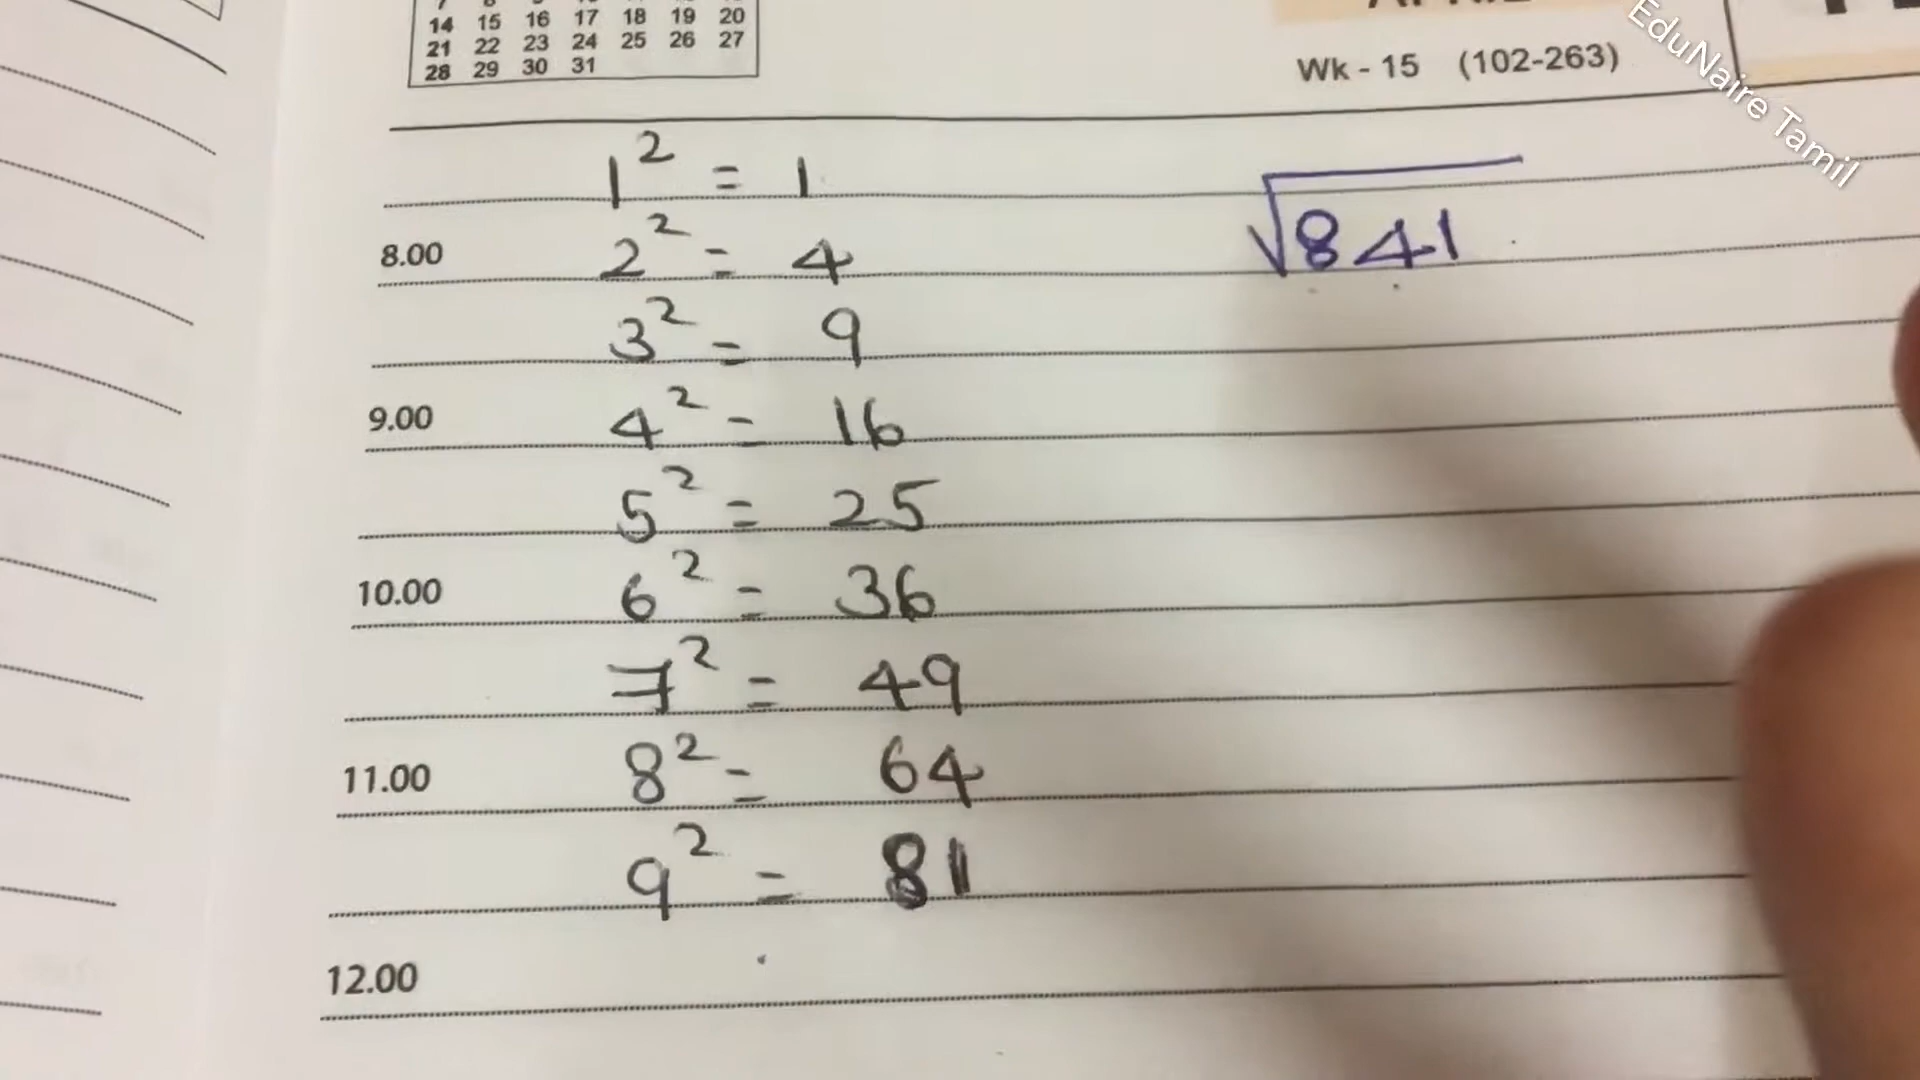 14 15 16 17 18 19 20
21 22 23 24 25 26 27
28 29 30 31
Wk - 15 (102-263)
EduNaire Tamil
1² = 1
8.00 2² = 4
3² = 9
9.00 4² = 16
5² = 25
10.00 6² = 36
7² = 49
11.00 8² = 64
9² = 81
12.00
√841